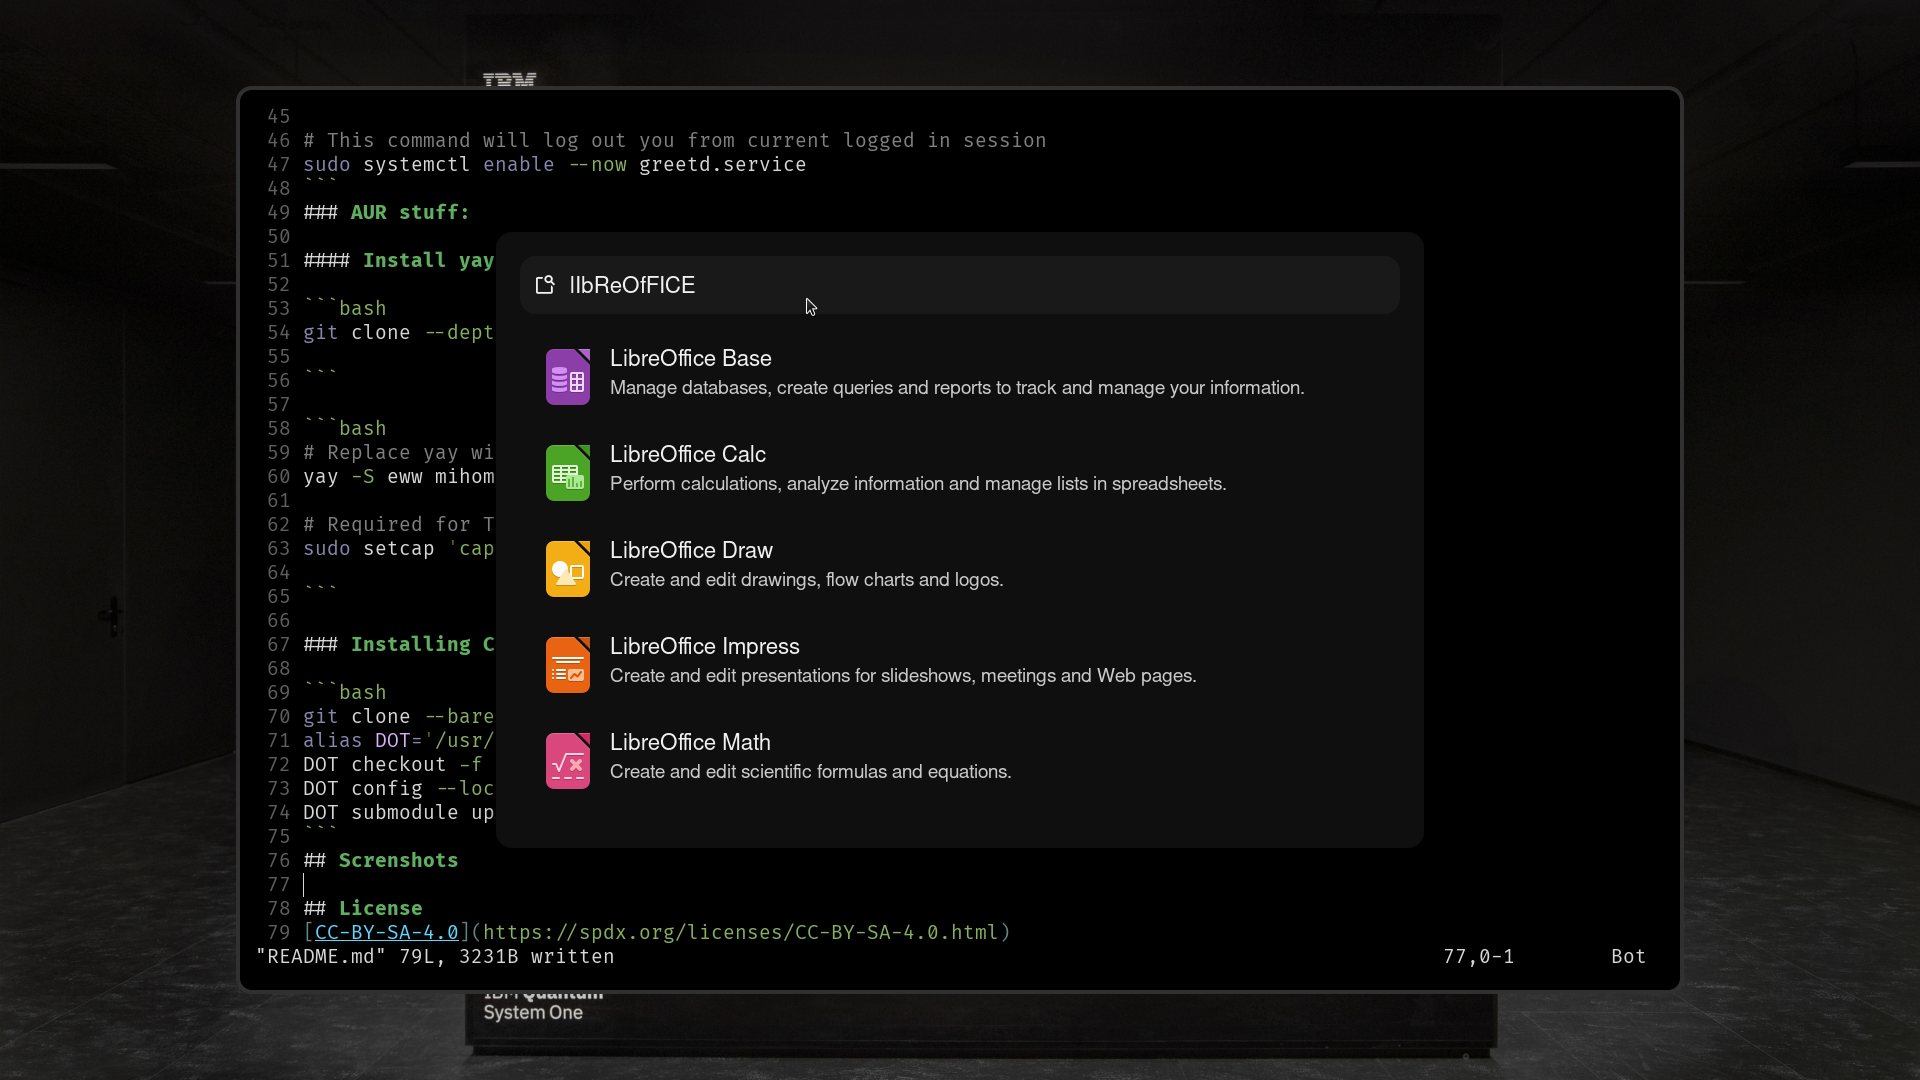 IBM
45
46 # This command will log out you from current logged in session
47 sudo systemctl enable --now greetd.service
48 ```
49 ### AUR stuff:
50
51 #### Install yay
52
53 ```bash
54 git clone --dept
55
56 ```
57
58 ```bash
59 # Replace yay wi
60 yay -S eww mihom
61
62 # Required for T
63 sudo setcap 'cap
64
65 ```
66
67 ### Installing C
68
69 ```bash
70 git clone --bare
71 alias DOT='/usr/
72 DOT checkout -f
73 DOT config --loc
74 DOT submodule up
75 ```
76 ## Screnshots
77
78 ## License
79 [CC-BY-SA-4.0](https://spdx.org/licenses/CC-BY-SA-4.0.html)
"README.md" 79L, 3231B written 77,0-1 Bot
lIbReOfFICE
LibreOffice Base
Manage databases, create queries and reports to track and manage your information.
LibreOffice Calc
Perform calculations, analyze information and manage lists in spreadsheets.
LibreOffice Draw
Create and edit drawings, flow charts and logos.
LibreOffice Impress
Create and edit presentations for slideshows, meetings and Web pages.
LibreOffice Math
Create and edit scientific formulas and equations.
IBM Quantum
System One